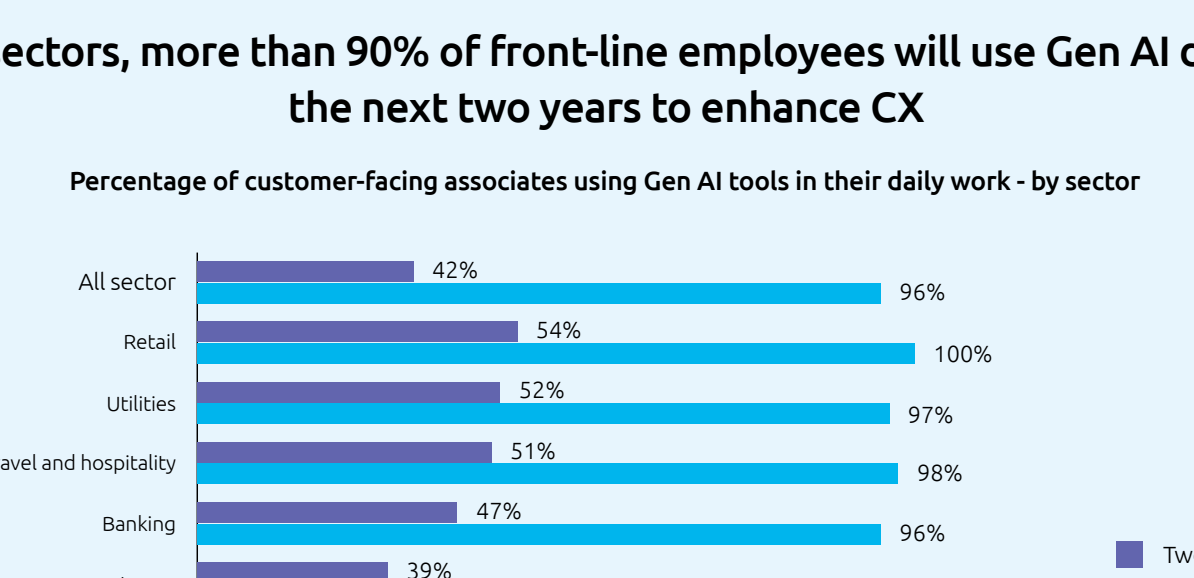 ectors, more than 90% of front-line employees will use Gen AI
the next two years to enhance CX
Percentage of customer-facing associates using Gen AI tools in their daily work - by sector
All sector
42%
96%
Retail
54%
100%
Utilities
52%
97%
avel and hospitality
51%
98%
Banking
47%
96%
39%
Tw